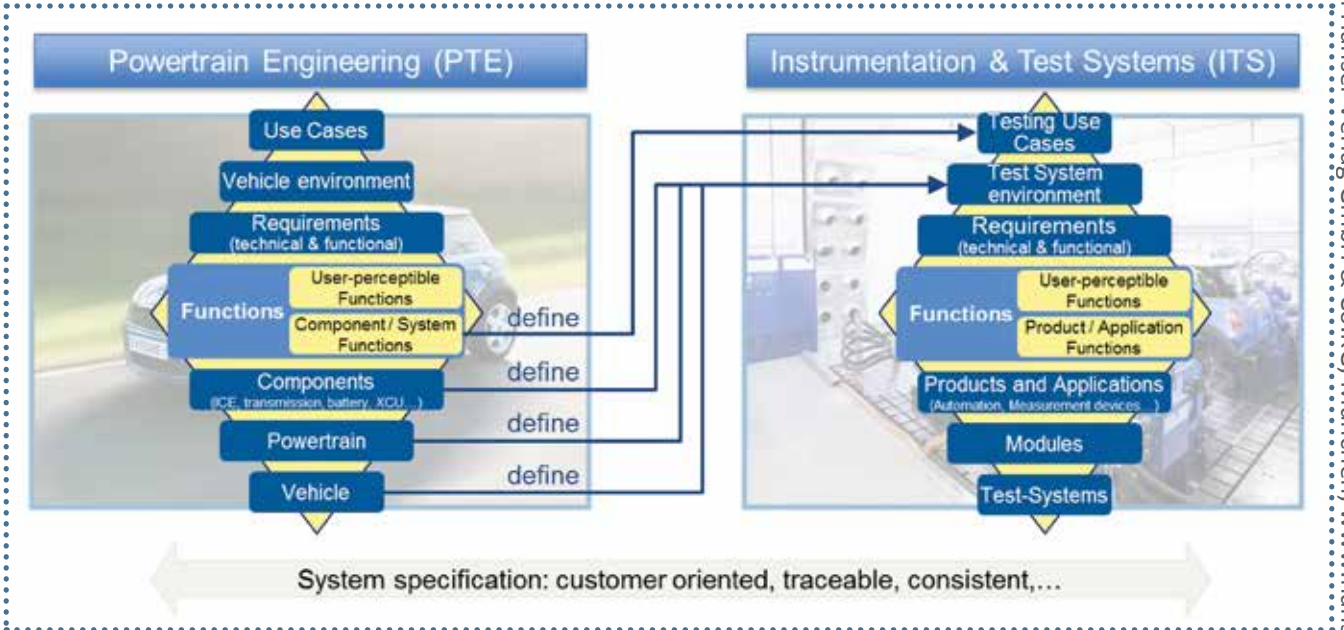 Powertrain Engineering (PTE)
Use Cases
Vehicle environment
Requirements
(technical & functional)
Functions
User-perceptible
Functions
Component / System
Functions
Components
(ICE, transmission, battery, XCU...)
Powertrain
Vehicle
define
define
define
define
Instrumentation & Test Systems (ITS)
Testing Use
Cases
Test System
environment
Requirements
(technical & functional)
Functions
User-perceptible
Functions
Product / Application
Functions
Products and Applications
(Automation, Measurement devices...)
Modules
Test-Systems
System specification: customer oriented, traceable, consistent,...